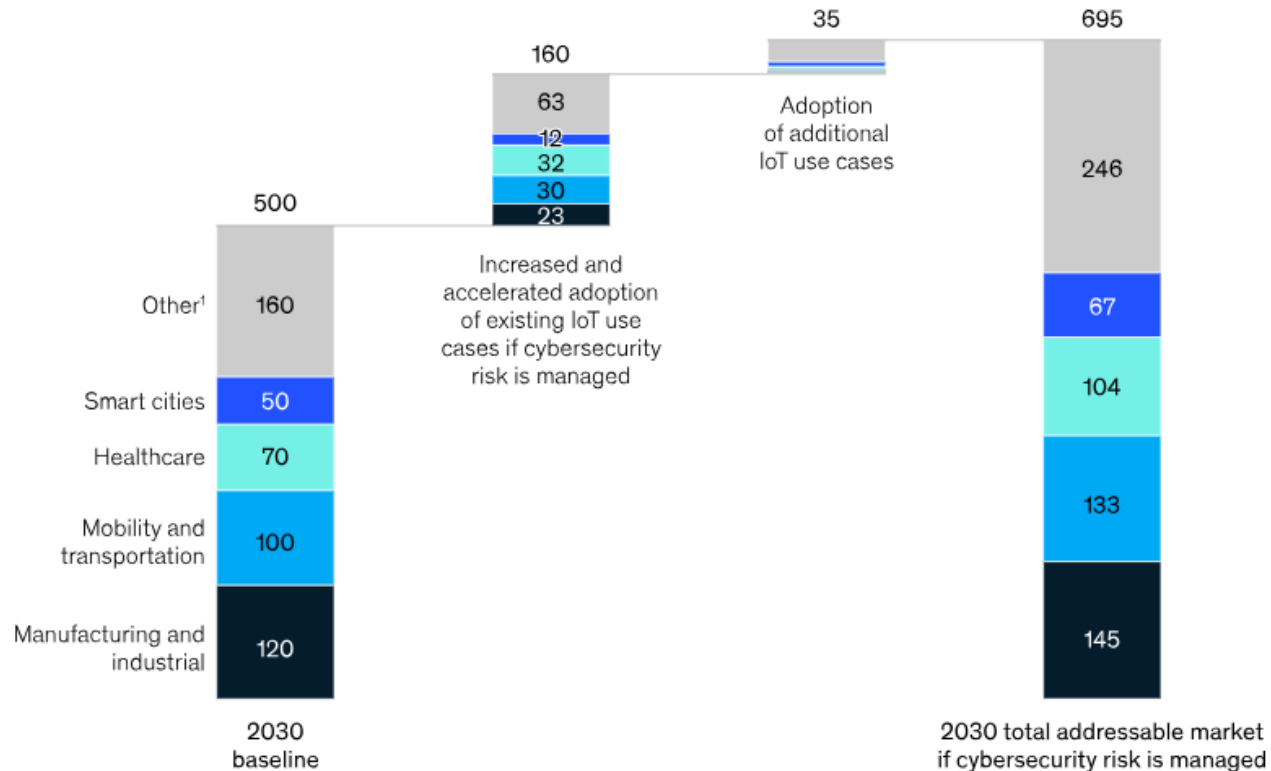 35
695
160
63
12
32
30
23
Adoption
of additional
IoT use cases
246
500
Increased and
accelerated adoption
of existing IoT use
cases if cybersecurity
risk is managed
Other¹
160
67
Smart cities
50
104
Healthcare
70
133
Mobility and
transportation
100
Manufacturing and
industrial
120
145
2030
baseline
2030 total addressable market
if cybersecurity risk is managed